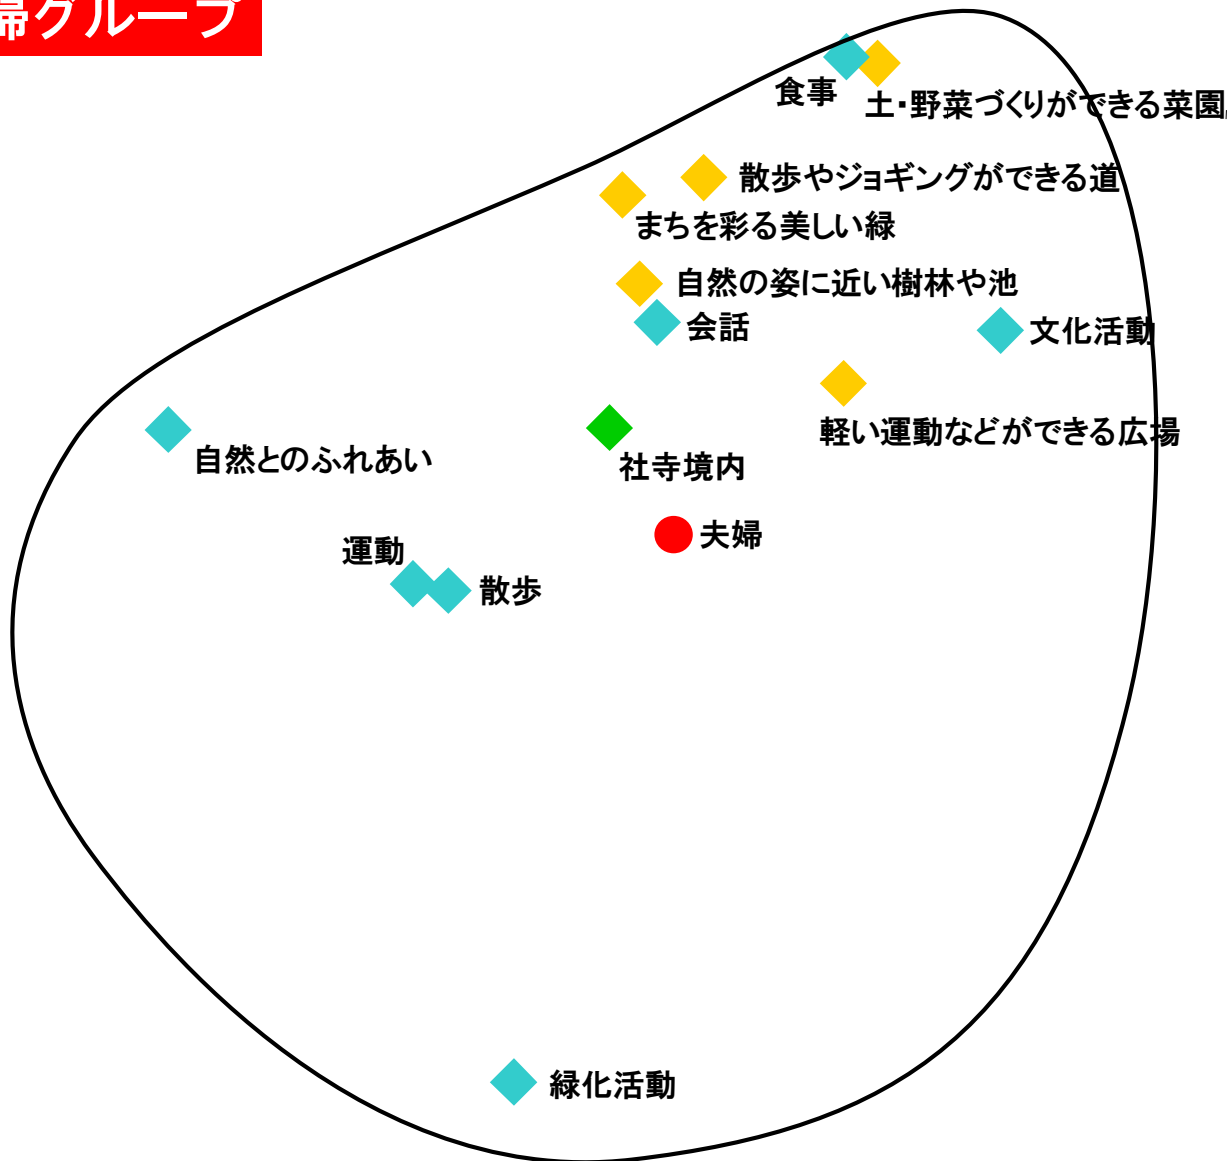 婦グループ
食事
土・野菜づくりができる菜園
散歩やジョギングができる道
まちを彩る美しい緑
自然の姿に近い樹林や池
会話
文化活動
軽い運動などができる広場
自然とのふれあい
社寺境内
夫婦
運動
散歩
緑化活動